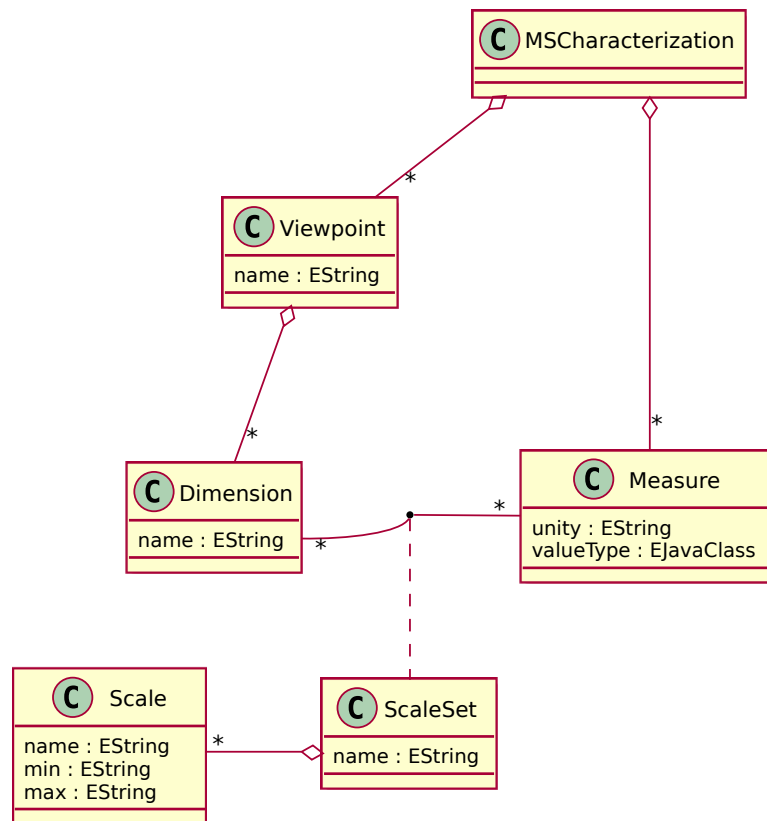 C MSCharacterization
*
C Viewpoint
name : EString
*
*
C Dimension
name : EString
*
*
C Measure
unity : EString
valueType : EJavaClass
C Scale
name : EString
min : EString
max : EString
*
C ScaleSet
name : EString